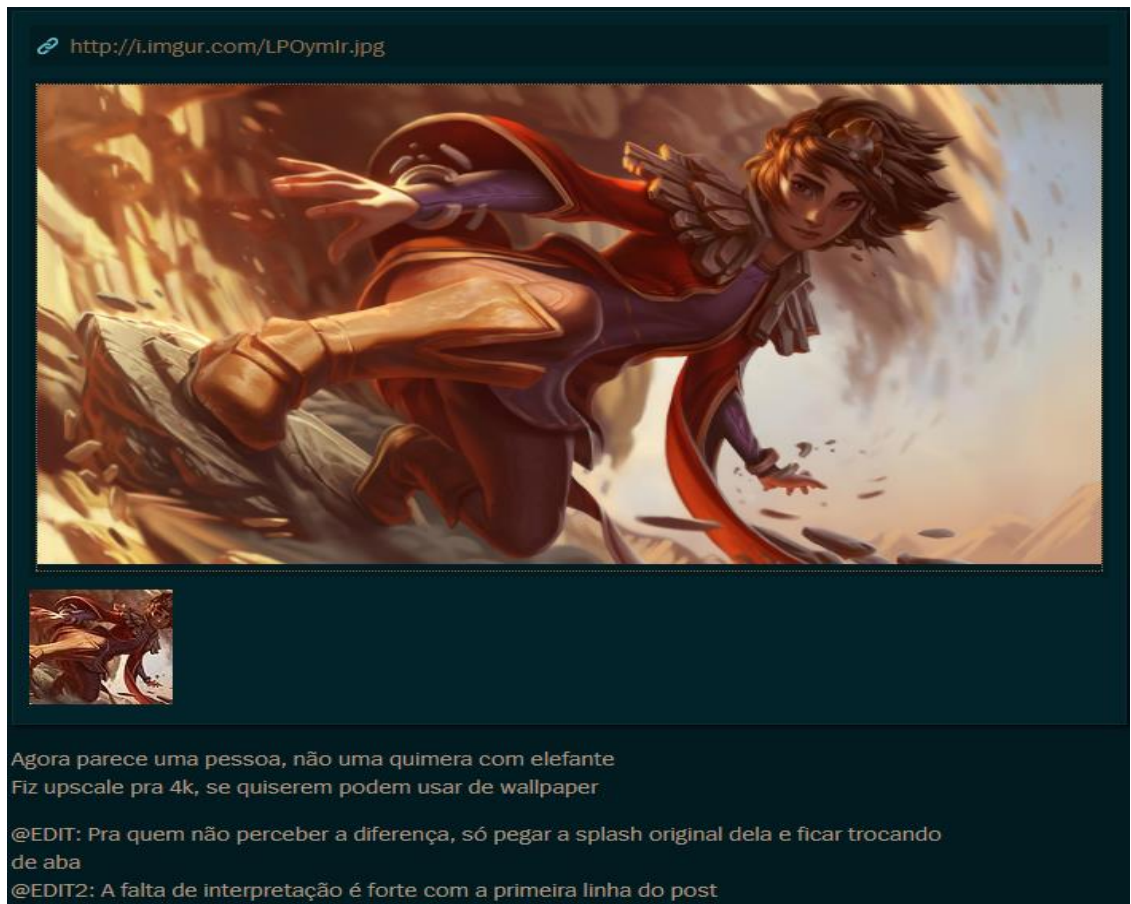 http://i.imgur.com/LPOymIr.jpg
Agora parece uma pessoa, não uma quimera com elefante
Fiz upscale pra 4k, se quiserem podem usar de wallpaper
@EDIT: Pra quem não perceber a diferença, só pegar a splash original dela e ficar trocando
de aba
@EDIT2: A falta de interpretação é forte com a primeira linha do post